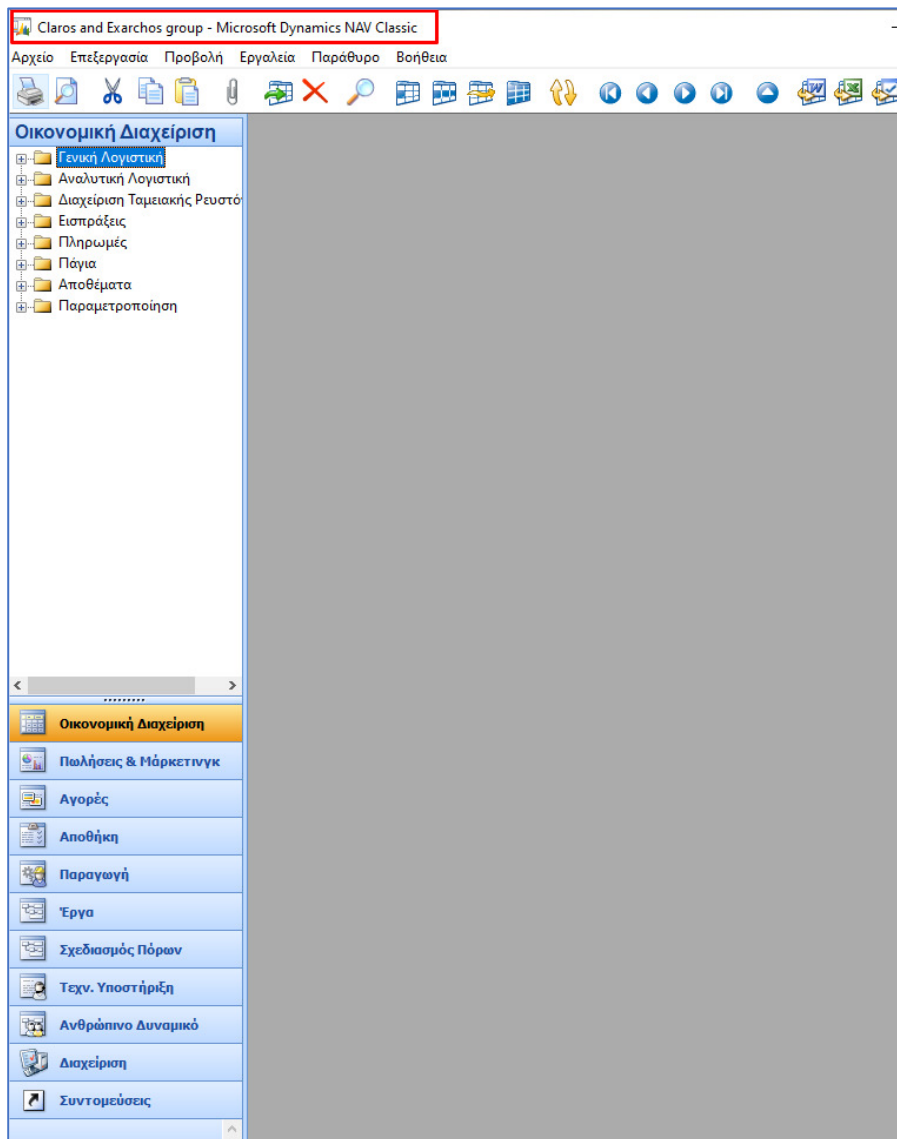 Claros and Exarchos group - Microsoft Dynamics NAV Classic
Αρχείο Επεξεργασία Προβολή Εργαλεία Παράθυρο Βοήθεια
Οικονομική Διαχείριση
Γενική Λογιστική
Αναλυτική Λογιστική
Διαχείριση Ταμειακής Ρευστό
Εισπράξεις
Πληρωμές
Πάγια
Αποθέματα
Παραμετροποίηση
Οικονομική Διαχείριση
Πωλήσεις & Μάρκετινγκ
Αγορές
Αποθήκη
Παραγωγή
Έργα
Σχεδιασμός Πόρων
Τεχν. Υποστήριξη
Ανθρώπινο Δυναμικό
Διαχείριση
Συντομεύσεις